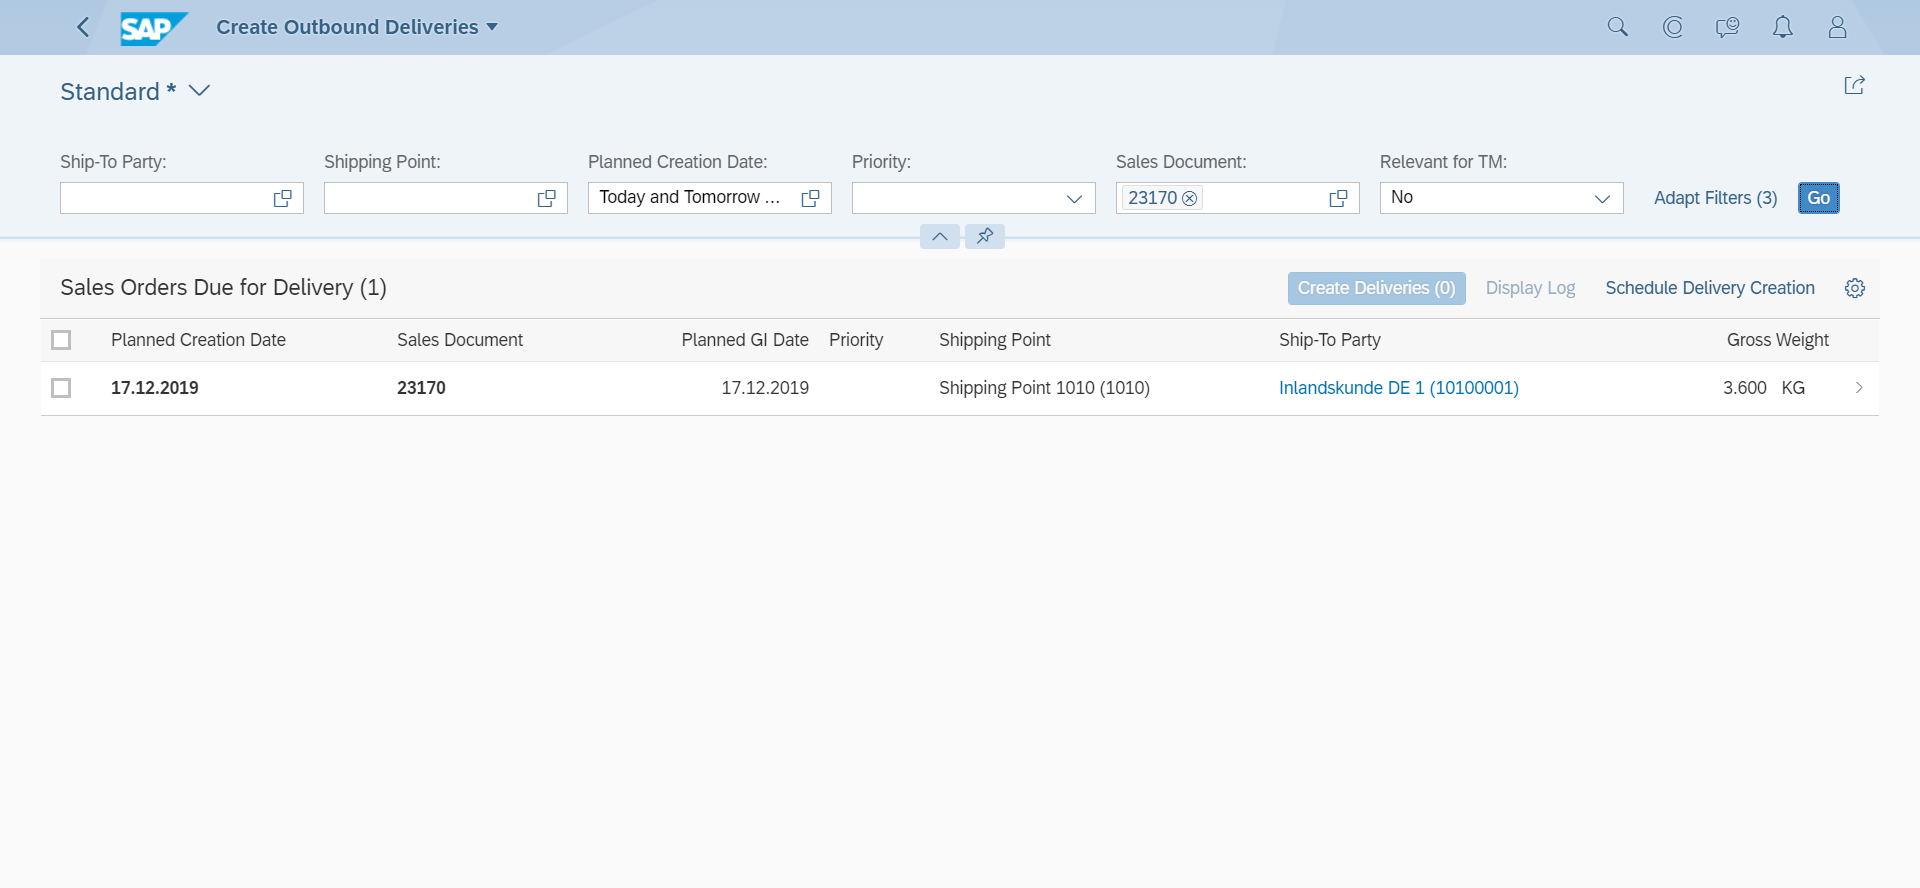 SAP Create Outbound Deliveries
Standard *
Ship-To Party: Shipping Point: Planned Creation Date: Priority: Sales Document: Relevant for TM:
Today and Tomorrow ... 23170 No Adapt Filters (3) Go
Sales Orders Due for Delivery (1) Create Deliveries (0) Display Log Schedule Delivery Creation
Planned Creation Date Sales Document Planned GI Date Priority Shipping Point Ship-To Party Gross Weight
17.12.2019 23170 17.12.2019 Shipping Point 1010 (1010) Inlandskunde DE 1 (10100001) 3.600 KG